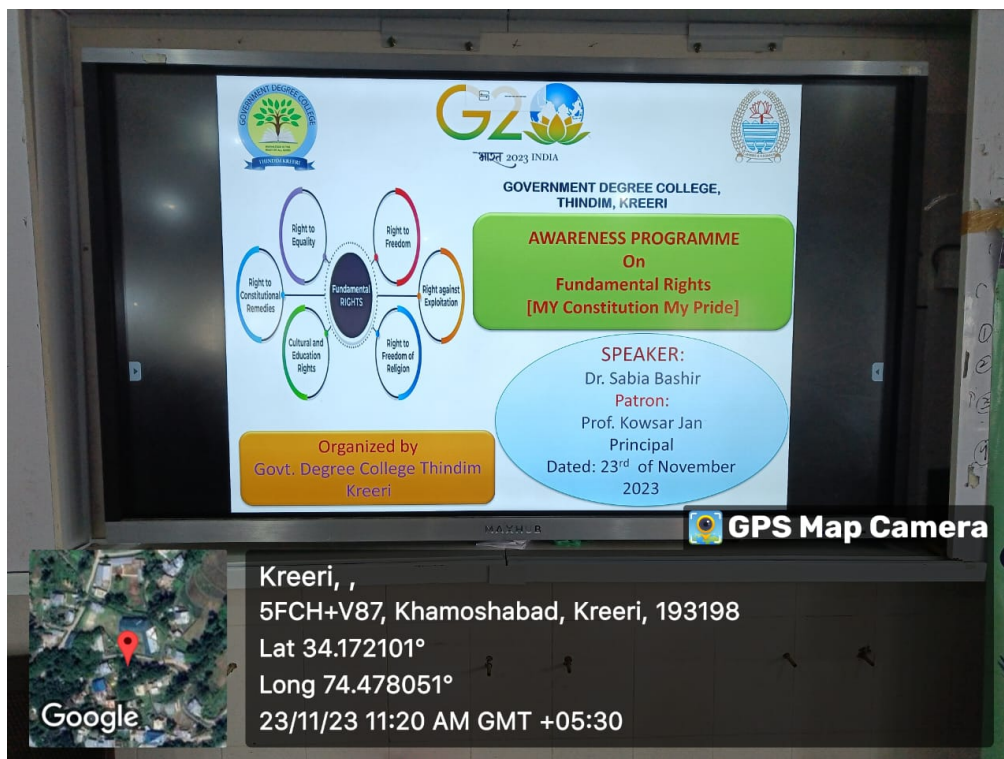 GOVERNMENT DEGREE COLLEGE
THINDIM KREERI
G2
भारत 2023 INDIA
GOVERNMENT DEGREE COLLEGE,
THINDIM, KREERI
AWARENESS PROGRAMME
On
Fundamental Rights
[MY Constitution My Pride]
Fundamental
RIGHTS
Right to
Equality
Right to
Freedom
Right to
Constitutional
Remedies
Right against
Exploitation
Cultural and
Education
Rights
Right to
Freedom of
Religion
SPEAKER:
Dr. Sabia Bashir
Patron:
Prof. Kowsar Jan
Principal
Dated: 23rd of November
2023
Organized by
Govt. Degree College Thindim
Kreeri
MAXHUB
GPS Map Camera
Kreeri, ,
5FCH+V87, Khamoshabad, Kreeri, 193198
Lat 34.172101°
Long 74.478051°
23/11/23 11:20 AM GMT +05:30
Google